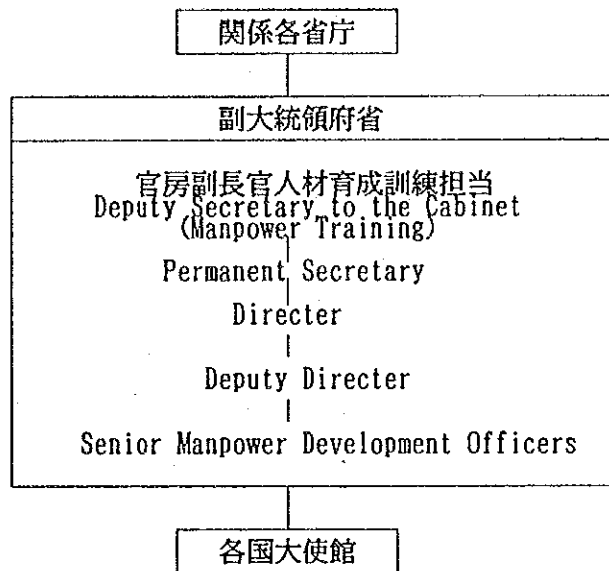 関係各省庁
副大統領府省
官房副長官人材育成訓練担当
Deputy Secretary to the Cabinet
(Manpower Training)
Permanent Secretary
Directer
Deputy Directer
Senior Manpower Development Officers
各国大使館